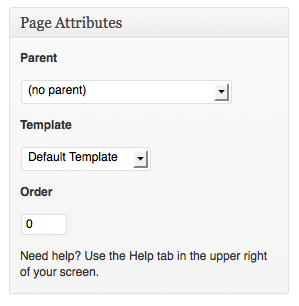 Page Attributes
Parent
(no parent)
Template
Default Template
Order
0
Need help? Use the Help tab in the upper right
of your screen.